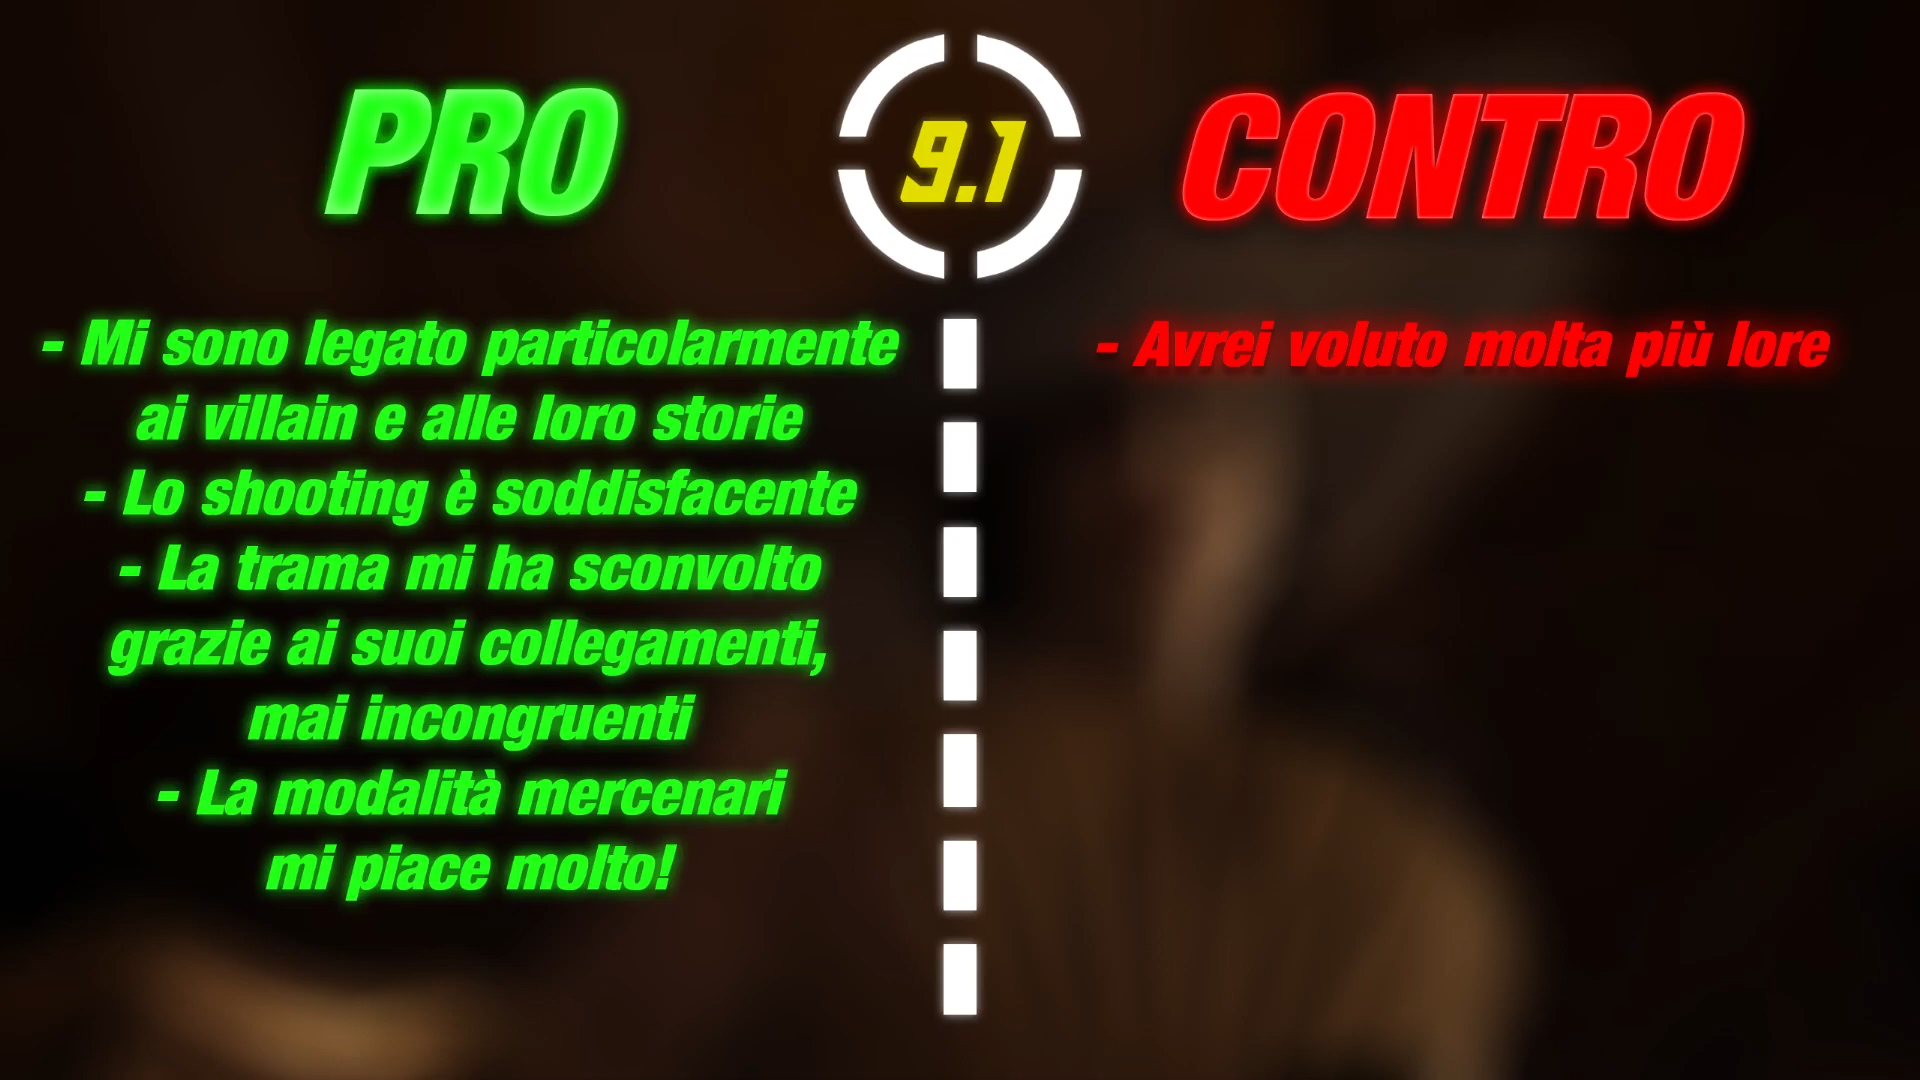 PRO
9.1
CONTRO
- Mi sono legato particolarmente
ai villain e alle loro storie
- Lo shooting è soddisfacente
- La trama mi ha sconvolto
grazie ai suoi collegamenti,
mai incongruenti
- La modalità mercenari
mi piace molto!
- Avrei voluto molta più lore